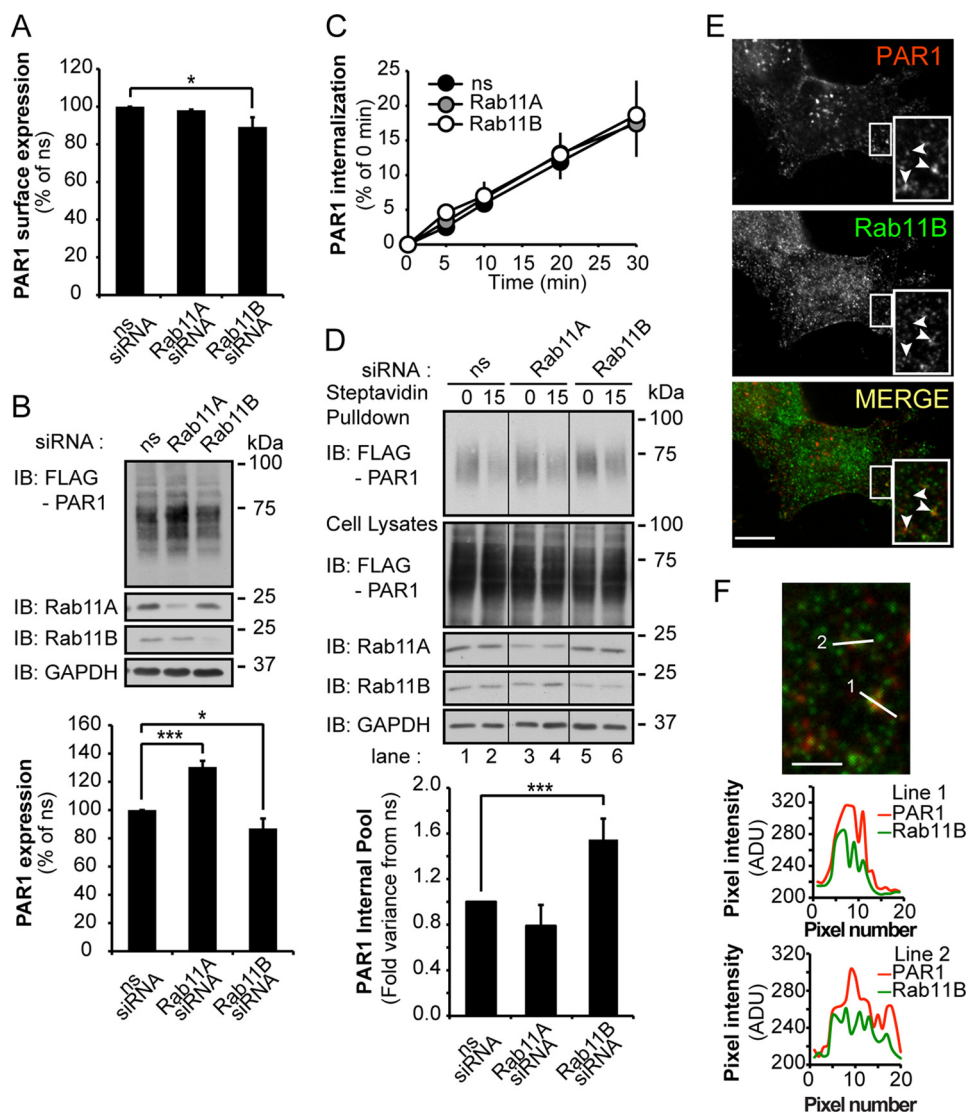 A
PAR1 surface expression
(% of ns)
120
100
80
60
40
20
0
*
ns
siRNA
Rab11A
siRNA
Rab11B
siRNA
B
siRNA :
ns
Rab11A
Rab11B
kDa
IB: FLAG
- PAR1
- 100
- 75
IB: Rab11A
- 25
IB: Rab11B
- 25
IB: GAPDH
- 37
PAR1 expression
(% of ns)
160
140
120
100
80
60
40
20
0
***
*
ns
siRNA
Rab11A
siRNA
Rab11B
siRNA
C
PAR1 internalization
(% of 0 min)
25
20
15
10
5
0
ns
Rab11A
Rab11B
0 5 10 15 20 25 30
Time (min)
D
siRNA :
ns
Rab11A
Rab11B
Steptavidin
Pulldown
0 15 0 15 0 15
kDa
IB: FLAG
- PAR1
- 100
- 75
Cell Lysates
IB: FLAG
- PAR1
- 100
- 75
IB: Rab11A
- 25
IB: Rab11B
- 25
IB: GAPDH
- 37
lane : 1 2 3 4 5 6
PAR1 Internal Pool
(Fold variance from ns)
2.0
1.6
1.2
0.8
0.4
0.0
***
ns
siRNA
Rab11A
siRNA
Rab11B
siRNA
E
PAR1
Rab11B
MERGE
F
2
1
Pixel intensity
(ADU)
320
280
240
200
Line 1
PAR1
Rab11B
0 10 20
Pixel number
Pixel intensity
(ADU)
320
280
240
200
Line 2
PAR1
Rab11B
0 10 20
Pixel number